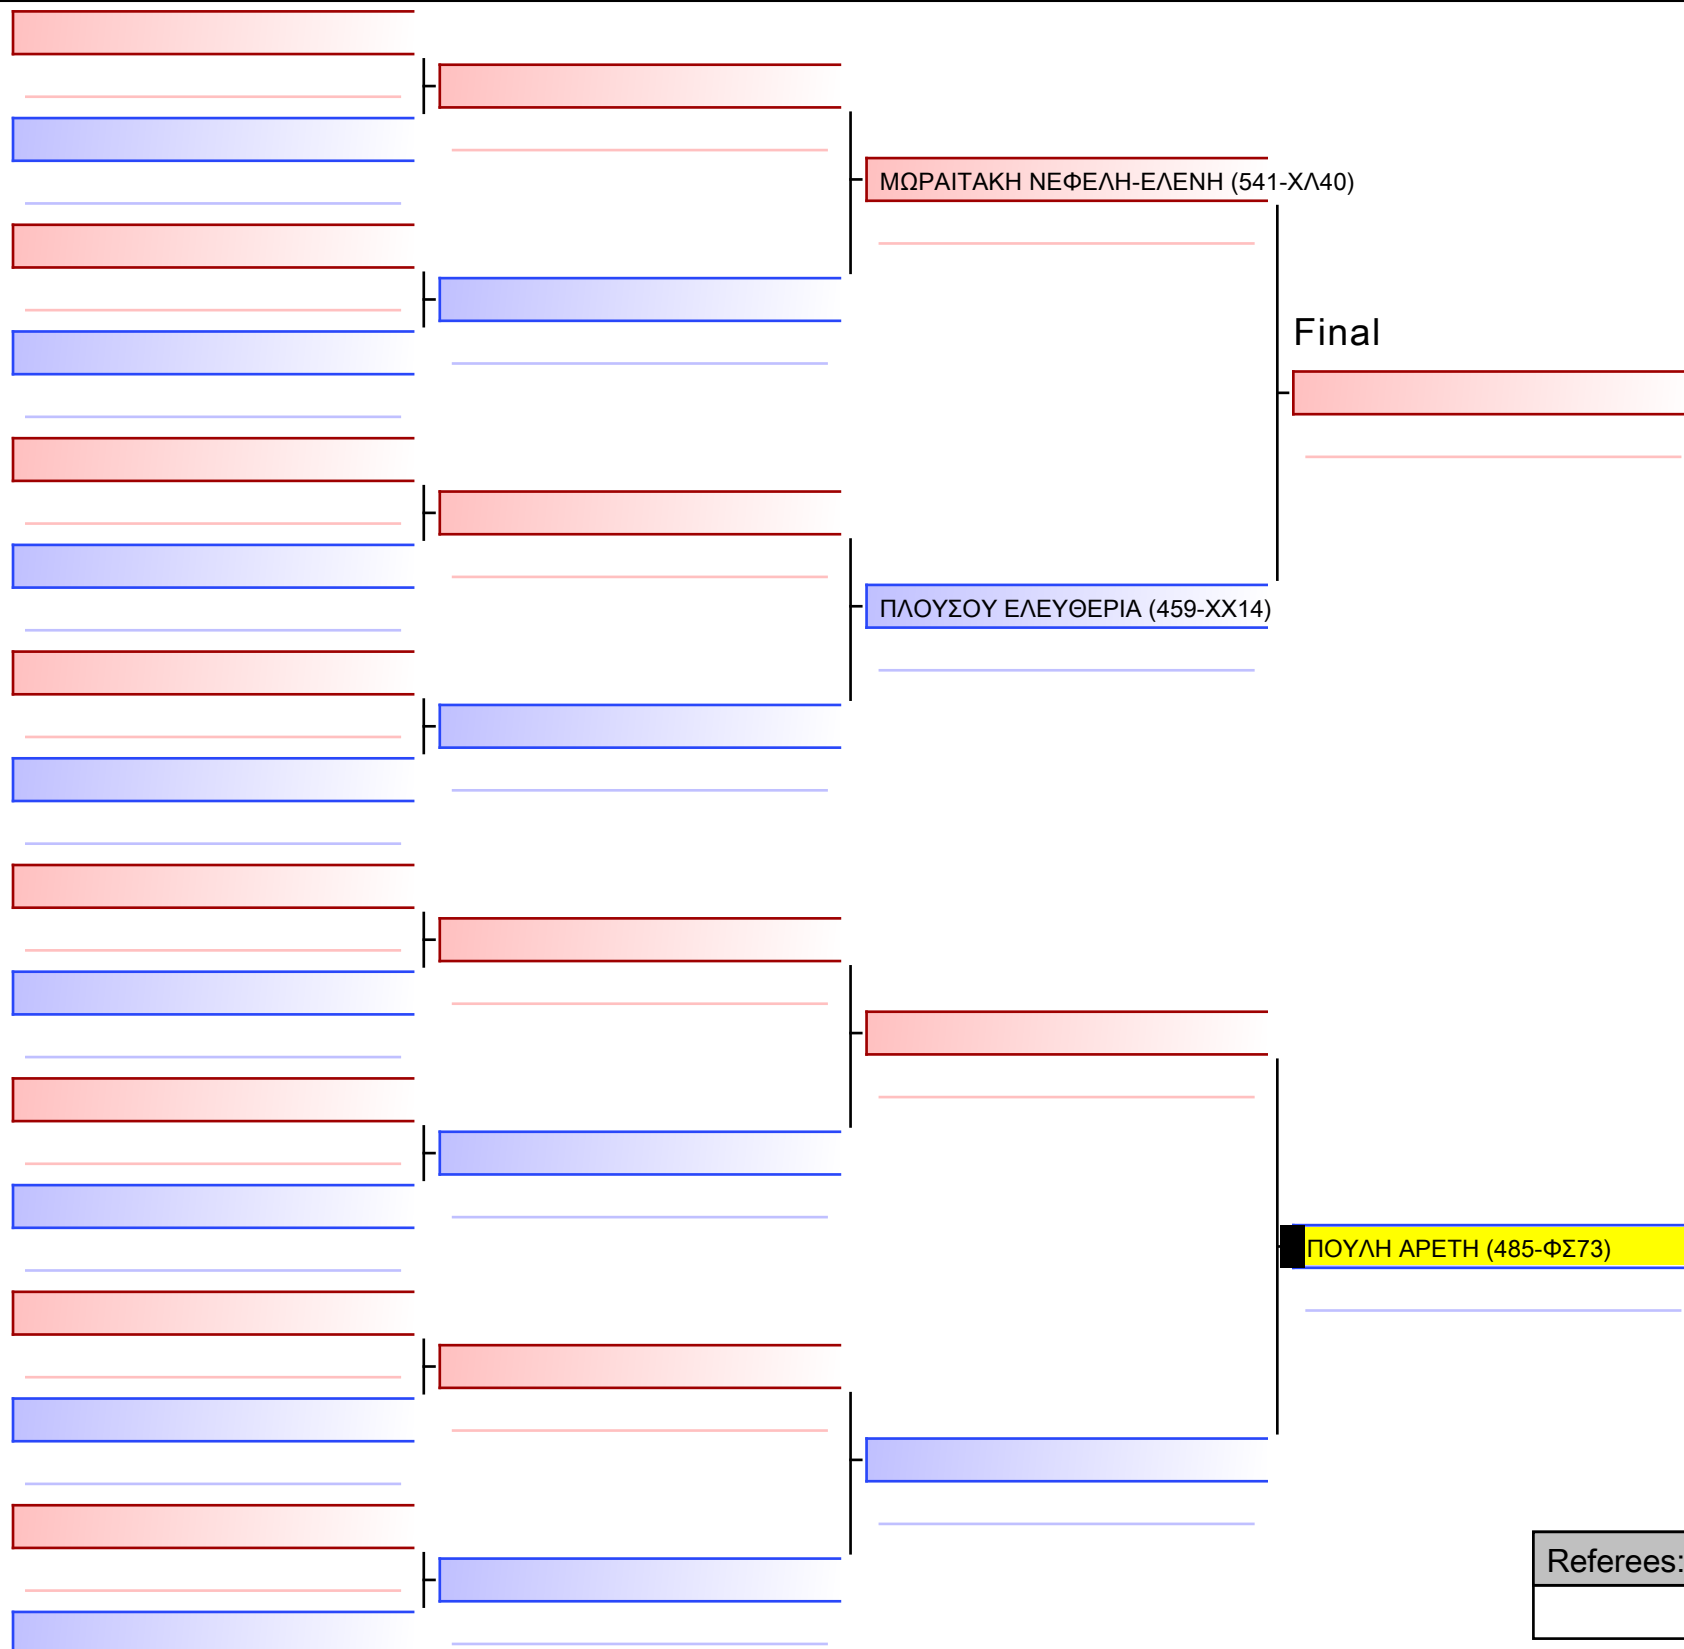 ΜΩΡΑΙΤΑΚΗ ΝΕΦΕΛΗ-ΕΛΕΝΗ (541-ΧΛ40)
Final
ΠΛΟΥΣΟΥ ΕΛΕΥΘΕΡΙΑ (459-ΧΧ14)
ΠΟΥΛΗ ΑΡΕΤΗ (485-ΦΣ73)
Referees: